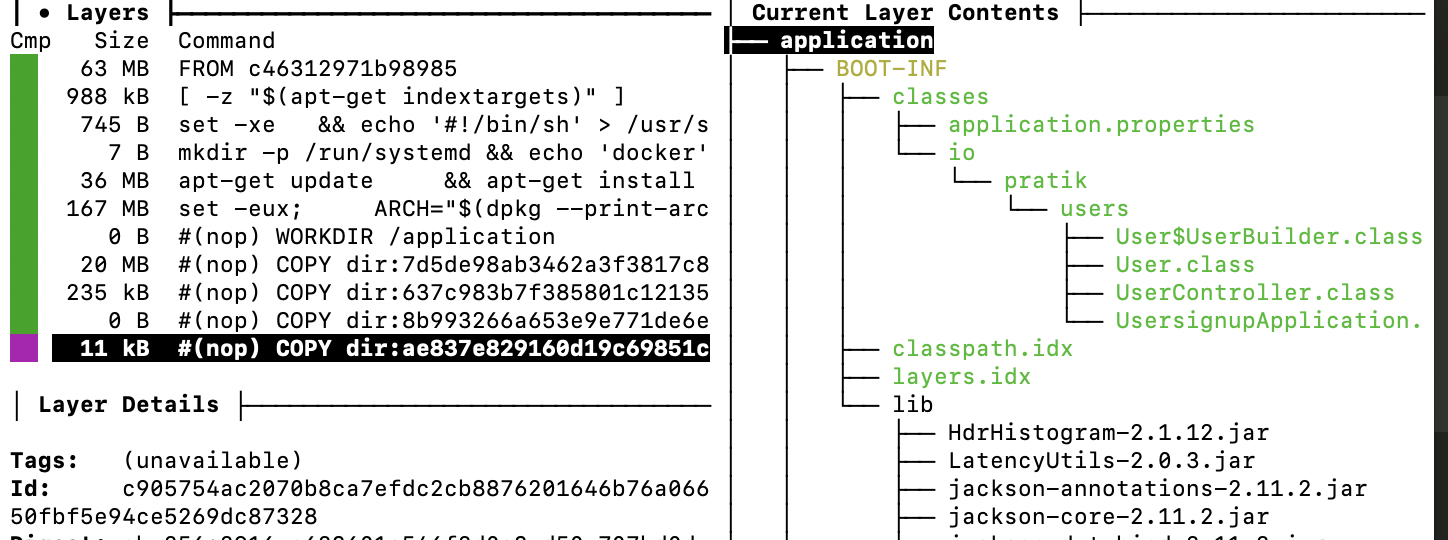 Layers
Cmp Size Command
63 MB FROM c46312971b98985
988 kB [ -z "$(apt-get indextargets)" ]
745 B set -xe && echo '#!/bin/sh' > /usr/s
7 B mkdir -p /run/systemd && echo 'docker'
36 MB apt-get update && apt-get install
167 MB set -eux; ARCH="$(dpkg --print-arc
0 B #(nop) WORKDIR /application
20 MB #(nop) COPY dir:7d5de98ab3462a3f3817c8
235 kB #(nop) COPY dir:637c983b7f385801c12135
0 B #(nop) COPY dir:8b993266a653e9e771de6e
11 kB #(nop) COPY dir:ae837e829160d19c69851c
Layer Details
Tags: (unavailable)
Id: c905754ac2070b8ca7efdc2cb8876201646b76a066
50fbf5e94ce5269dc87328
Current Layer Contents
application
BOOT-INF
classes
application.properties
io
pratik
users
User$UserBuilder.class
User.class
UserController.class
UsersignupApplication.
classpath.idx
layers.idx
lib
HdrHistogram-2.1.12.jar
LatencyUtils-2.0.3.jar
jackson-annotations-2.11.2.jar
jackson-core-2.11.2.jar